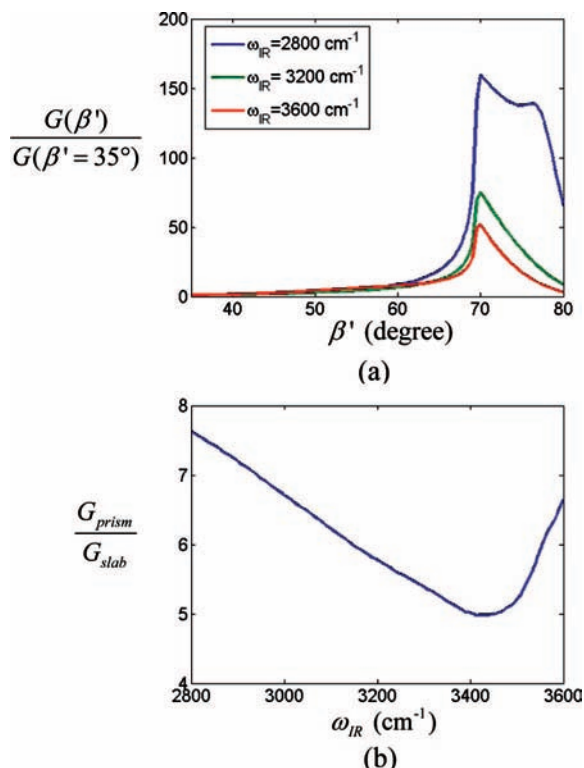 200
150
100
50
0
ω_IR=2800 cm⁻¹
ω_IR= 3200 cm⁻¹
ω_IR=3600 cm⁻¹
G(β')
G(β' = 35°)
40 50 60 70 80
β' (degree)
(a)
8
7
6
5
4
G_prism
G_slab
2800 3000 3200 3400 3600
ω_IR (cm⁻¹)
(b)